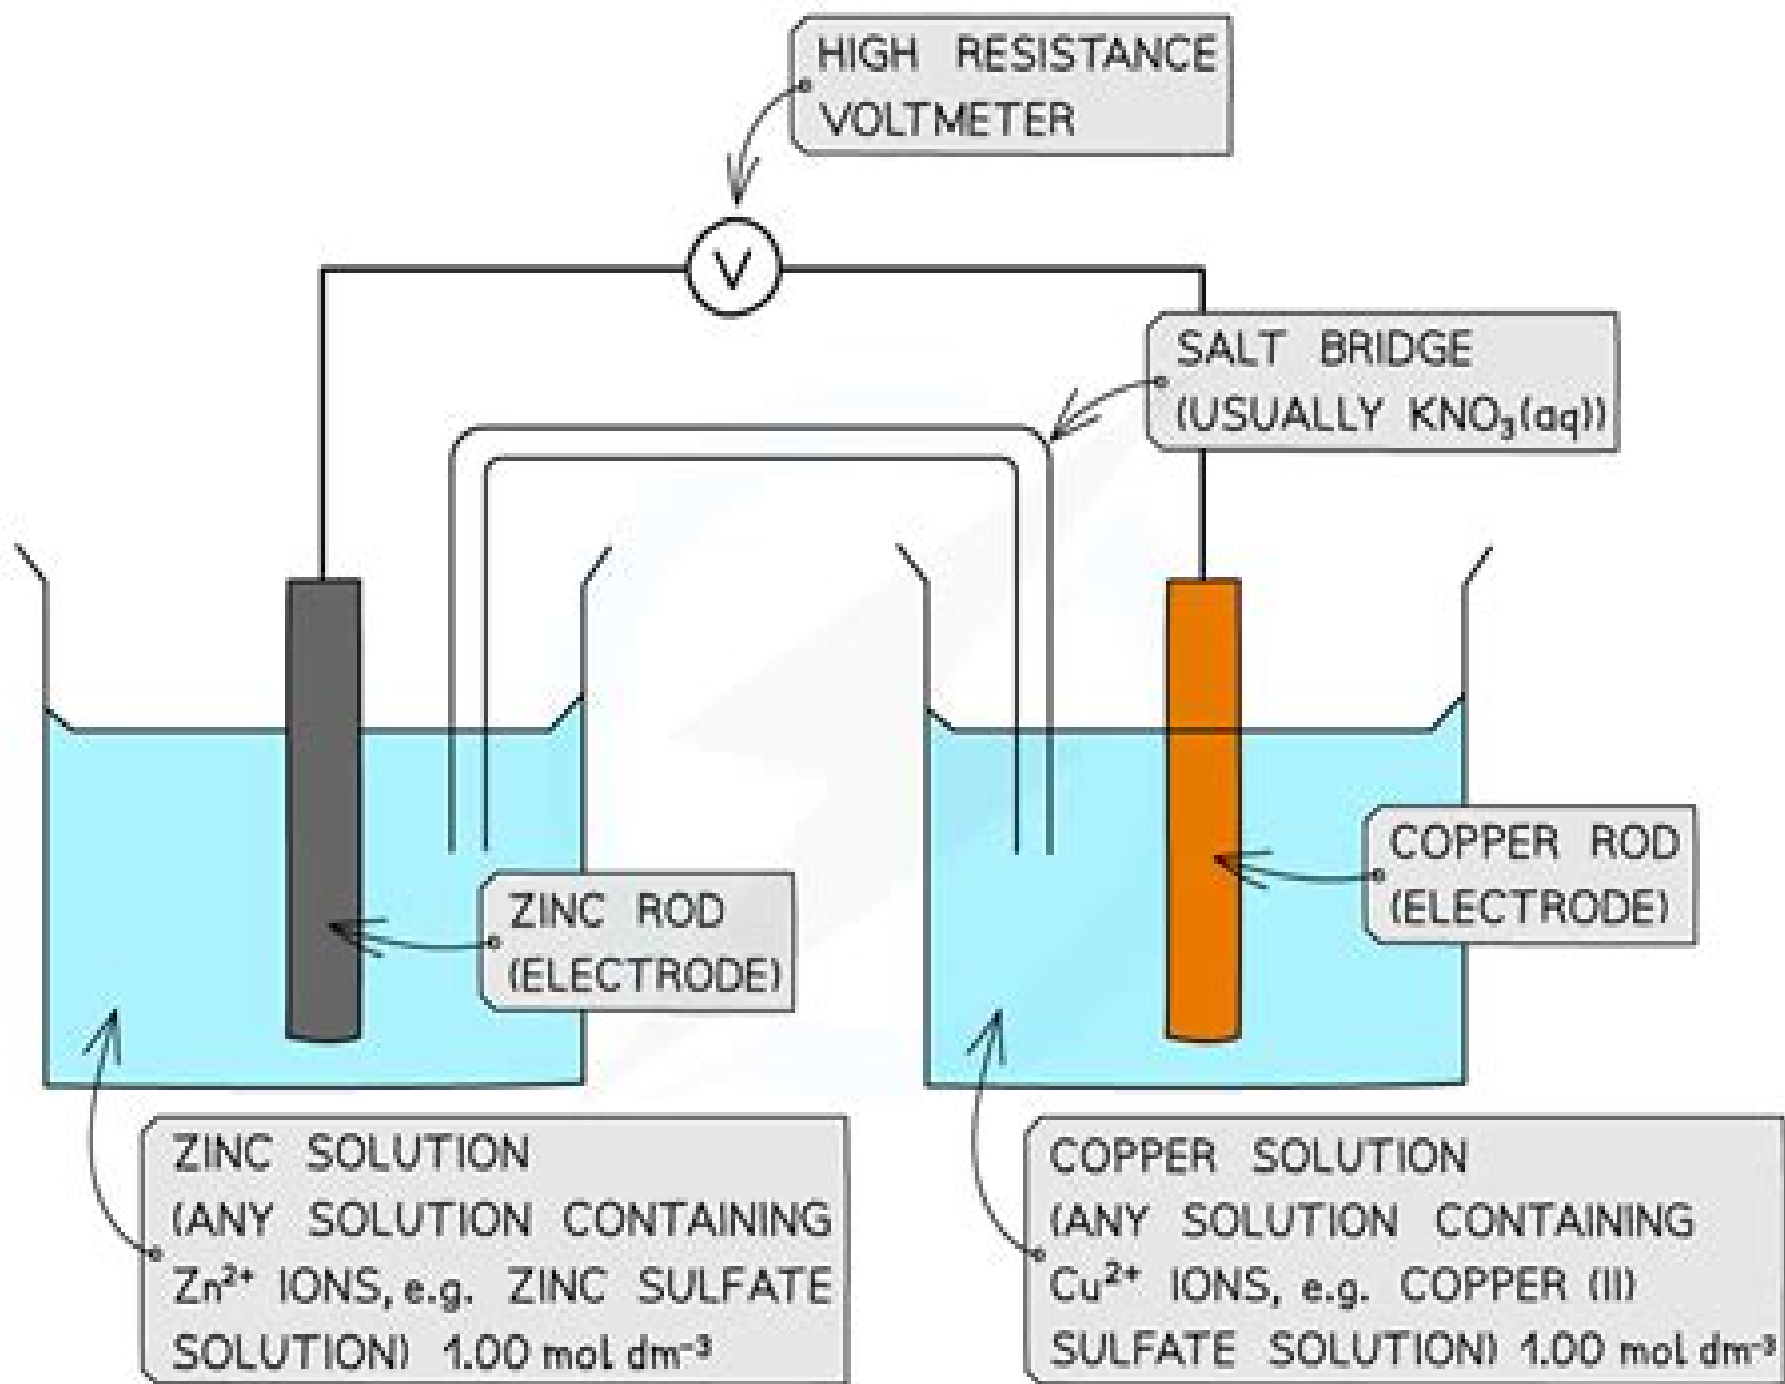 HIGH RESISTANCE
VOLTMETER
V
SALT BRIDGE
(USUALLY KNO₃(aq))
COPPER ROD
(ELECTRODE)
ZINC ROD
(ELECTRODE)
ZINC SOLUTION
(ANY SOLUTION CONTAINING
Zn²⁺ IONS, e.g. ZINC SULFATE
SOLUTION) 1.00 mol dm⁻³
COPPER SOLUTION
(ANY SOLUTION CONTAINING
Cu²⁺ IONS, e.g. COPPER (II)
SULFATE SOLUTION) 1.00 mol dm⁻³